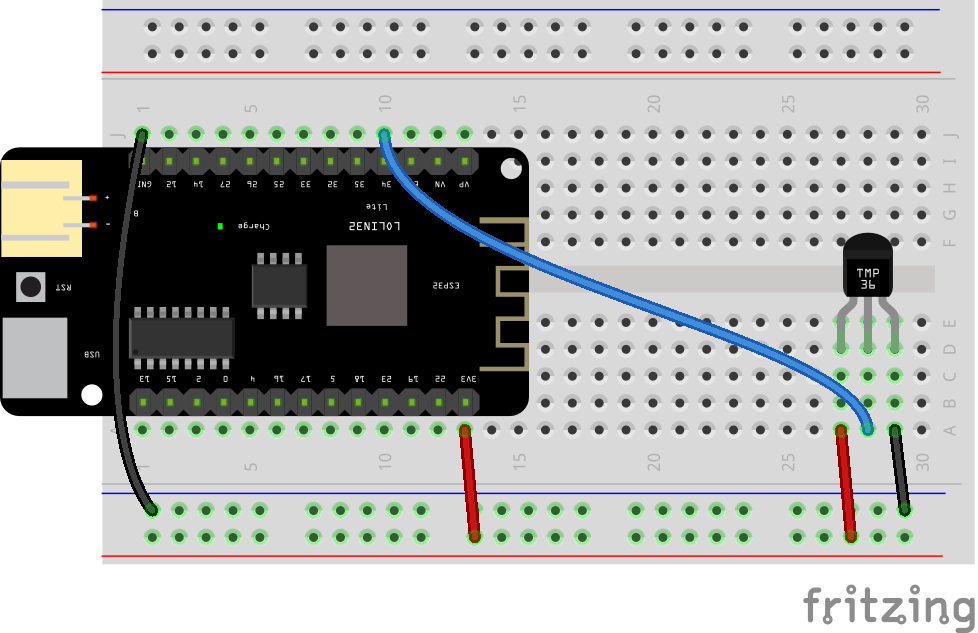 1 5 10 15 20 25 30
J J
I
H
G
F
GND 12 14 27 26 25 33 32 35 34 EN VN VP
+
-
B
Lite
LOLIN32
Charge
ESP32
RST
USB
TMP
36
13 15 2 0 4 16 17 5 18 23 19 22 3V3
E
D
C
B
A A
1 5 10 15 20 25 30
fritzing